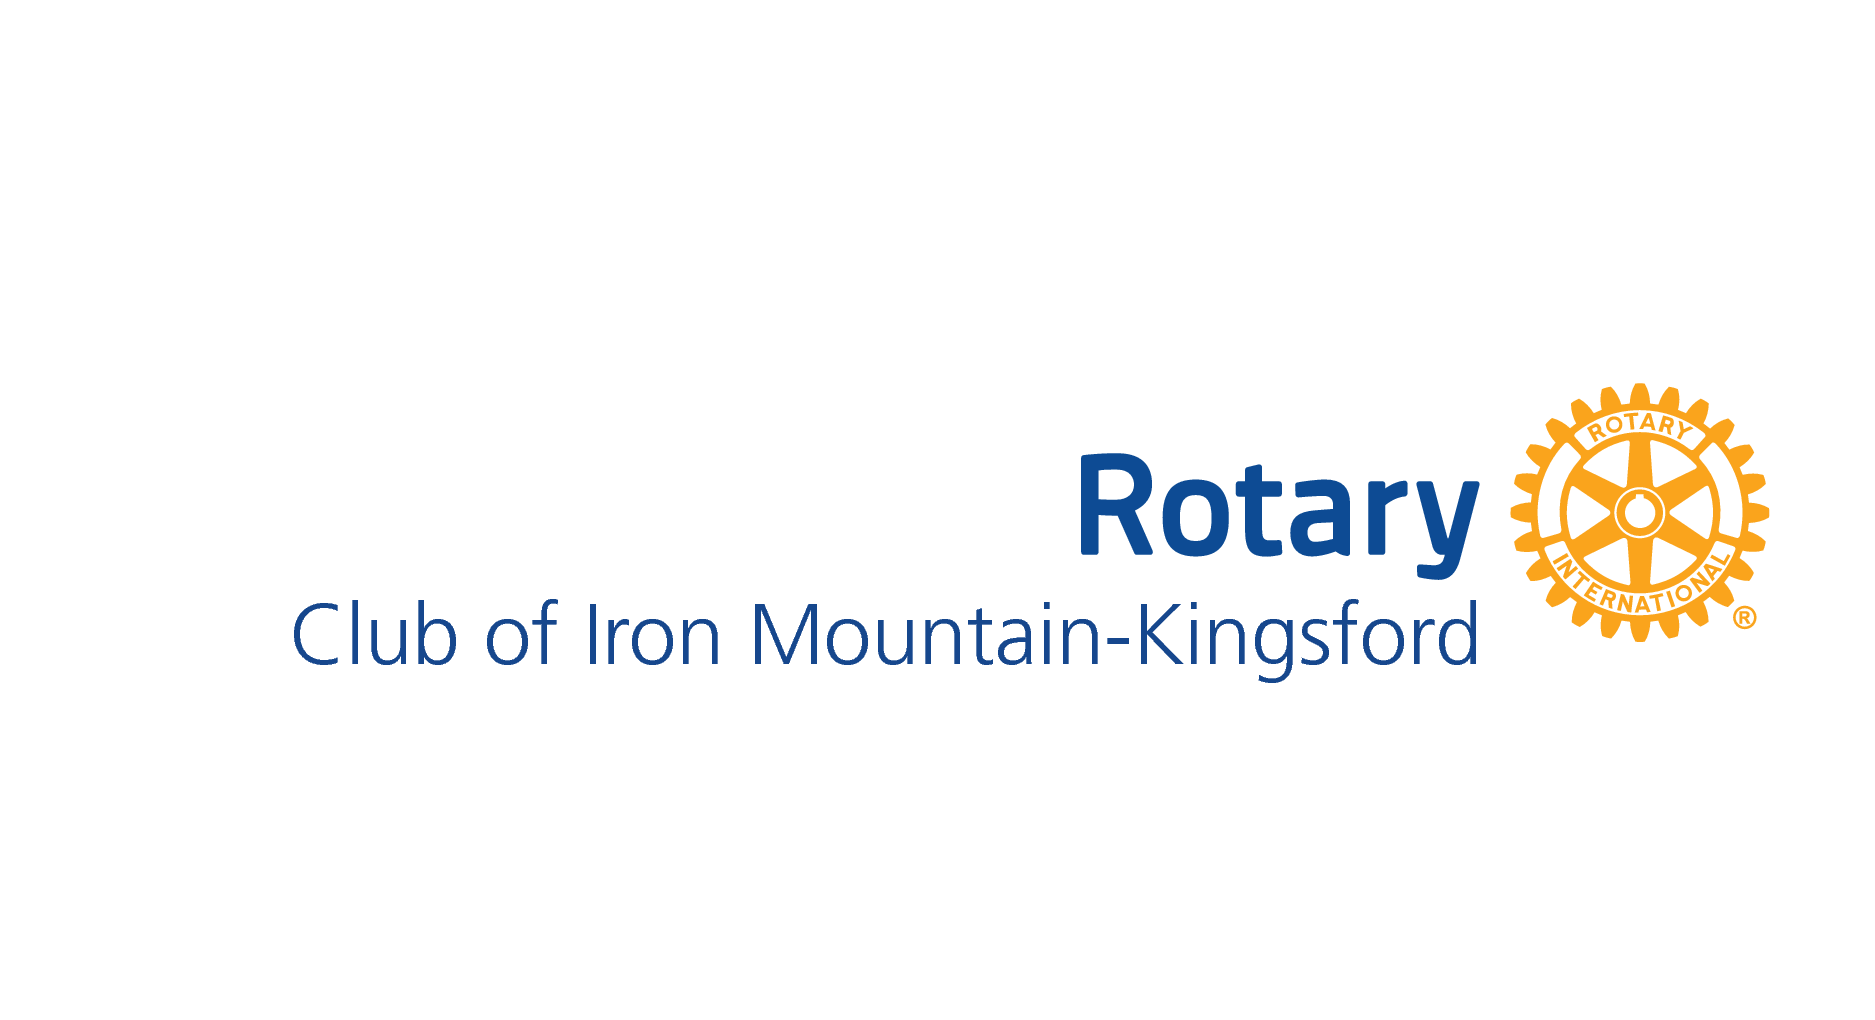 Rotary
Club of Iron Mountain-Kingsford
ROTARY
INTERNATIONAL
®